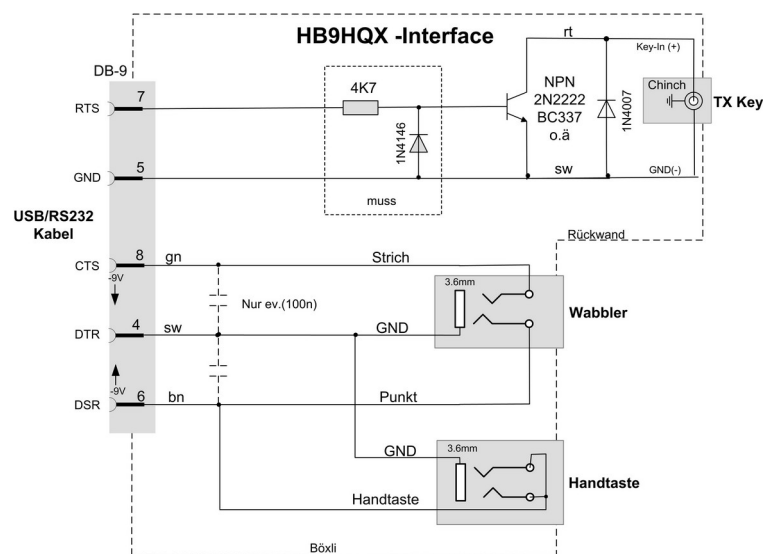 HB9HQX -Interface
rt
Key-In (+)
DB-9
4K7
NPN
2N2222
BC337
o.ä
1N4007
Chinch
TX Key
RTS
7
1N4146
GND
5
sw
GND(-)
muss
USB/RS232
Kabel
Rückwand
CTS
8
gn
Strich
-9V
3.6mm
Nur ev.(100n)
Wabbler
DTR
4
sw
GND
-9V
DSR
6
bn
Punkt
GND
3.6mm
Handtaste
Handtaste
Böxli